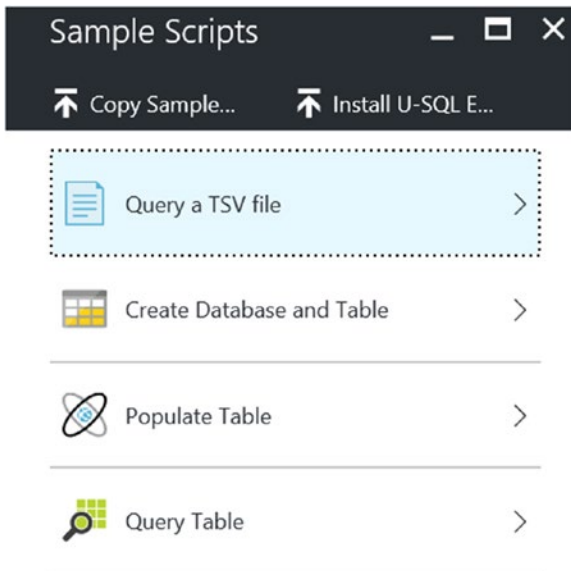 Sample Scripts
Copy Sample... Install U-SQL E...
Query a TSV file
Create Database and Table
Populate Table
Query Table